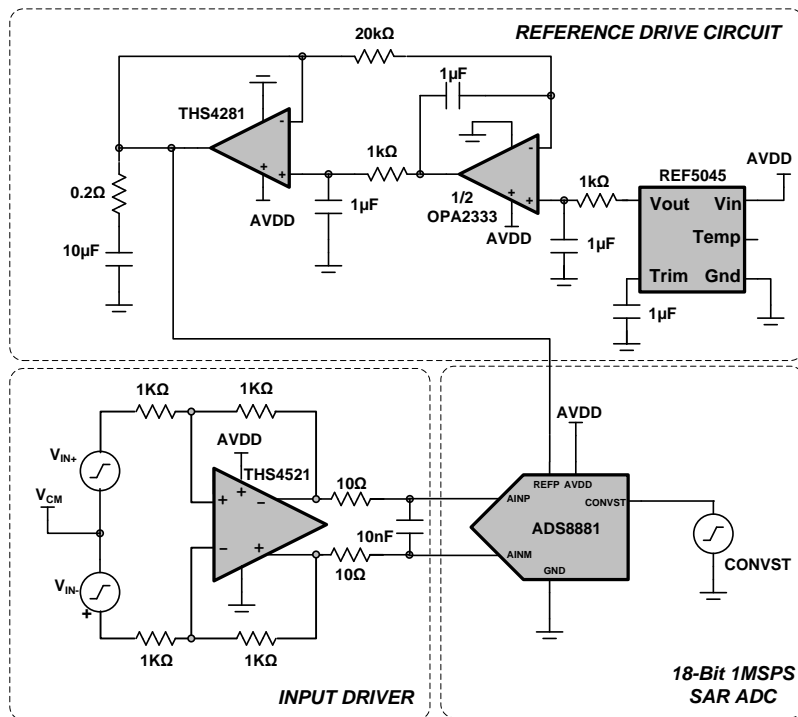 REFERENCE DRIVE CIRCUIT
20kΩ
1µF
THS4281
-
+
+
AVDD
1kΩ
1µF
-
+
+
1/2
OPA2333
AVDD
1kΩ
1µF
REF5045
AVDD
Vout
Vin
Temp
Trim
Gnd
1µF
0.2Ω
10µF
1KΩ
1KΩ
VIN+
VCM
VIN-
+
AVDD
THS4521
+
+
−
−
+
10Ω
10nF
10Ω
1KΩ
1KΩ
INPUT DRIVER
AVDD
REFP
AVDD
CONVST
AINP
ADS8881
AINM
GND
CONVST
18-Bit 1MSPS
SAR ADC